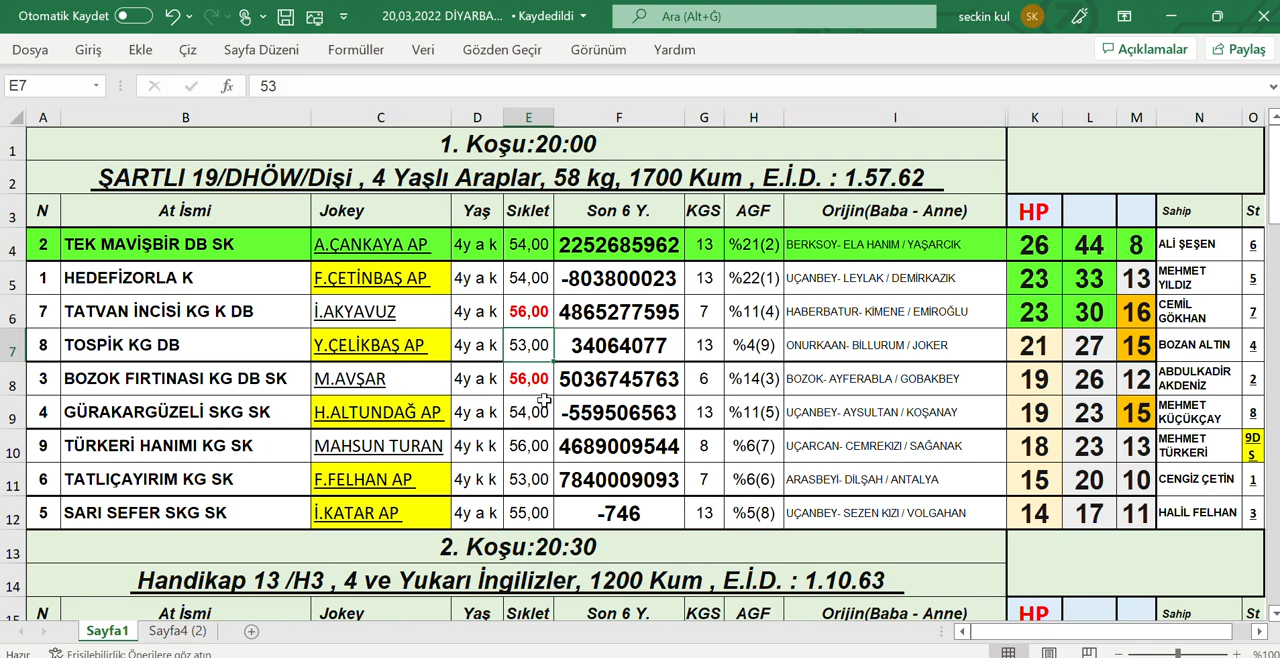 Otomatik Kaydet 20,03,2022 DİYARBA... • Kaydedildi Ara (Alt+Ğ) seckin kul SK
Dosya Giriş Ekle Çiz Sayfa Düzeni Formüller Veri Gözden Geçir Görünüm Yardım Açıklamalar Paylaş
E7 fx 53
A B C D E F G H I K L M N O
1 1. Koşu:20:00
2 ŞARTLI 19/DHÖW/Dişi , 4 Yaşlı Araplar, 58 kg, 1700 Kum , E.İ.D. : 1.57.62
3 N At İsmi Jokey Yaş Sıklet Son 6 Y. KGS AGF Orijin(Baba - Anne) HP Sahip St
4 2 TEK MAVİŞBİR DB SK A.ÇANKAYA AP 4y a k 54,00 2252685962 13 %21(2) BERKSOY- ELA HANIM / YAŞARCIK 26 44 8 ALİ ŞEŞEN 6
5 1 HEDEFİZORLA K F.ÇETİNBAŞ AP 4y a k 54,00 -803800023 13 %22(1) UÇANBEY- LEYLAK / DEMİRKAZIK 23 33 13 MEHMET YILDIZ 5
6 7 TATVAN İNCİSİ KG K DB İ.AKYAVUZ 4y a k 56,00 4865277595 7 %11(4) HABERBATUR- KİMENE / EMİROĞLU 23 30 16 CEMİL GÖKHAN 7
7 8 TOSPİK KG DB Y.ÇELİKBAŞ AP 4y a k 53,00 34064077 13 %4(9) ONURKAAN- BİLLURUM / JOKER 21 27 15 BOZAN ALTIN 4
8 3 BOZOK FIRTINASI KG DB SK M.AVŞAR 4y a k 56,00 5036745763 6 %14(3) BOZOK- AYFERABLA / GOBAKBEY 19 26 12 ABDULKADİR AKDENİZ 2
9 4 GÜRAKARGÜZELİ SKG SK H.ALTUNDAĞ AP 4y a k 54,00 -559506563 13 %11(5) UÇANBEY- AYSULTAN / KOŞANAY 19 23 15 MEHMET KÜÇÜKÇAY 8
10 9 TÜRKERİ HANIMI KG SK MAHSUN TURAN 4y k k 56,00 4689009544 8 %6(7) UÇARCAN- CEMREKIZI / SAĞANAK 18 23 13 MEHMET TÜRKERİ 9D S
11 6 TATLIÇAYIRIM KG SK F.FELHAN AP 4y k k 53,00 7840009093 7 %6(6) ARASBEYİ- DİLŞAH / ANTALYA 15 20 10 CENGİZ ÇETİN 1
12 5 SARI SEFER SKG SK İ.KATAR AP 4y a k 55,00 -746 13 %5(8) UÇANBEY- SEZEN KIZI / VOLGAHAN 14 17 11 HALİL FELHAN 3
13 2. Koşu:20:30
14 Handikap 13 /H3 , 4 ve Yukarı İngilizler, 1200 Kum , E.İ.D. : 1.10.63
15 N At İsmi Jokey Yaş Sıklet Son 6 Y. KGS AGF Orijin(Baba - Anne) HP Sahip St
Sayfa1 Sayfa4 (2)
Hazır Erişilebilirlik: Önerilere göz atın %100